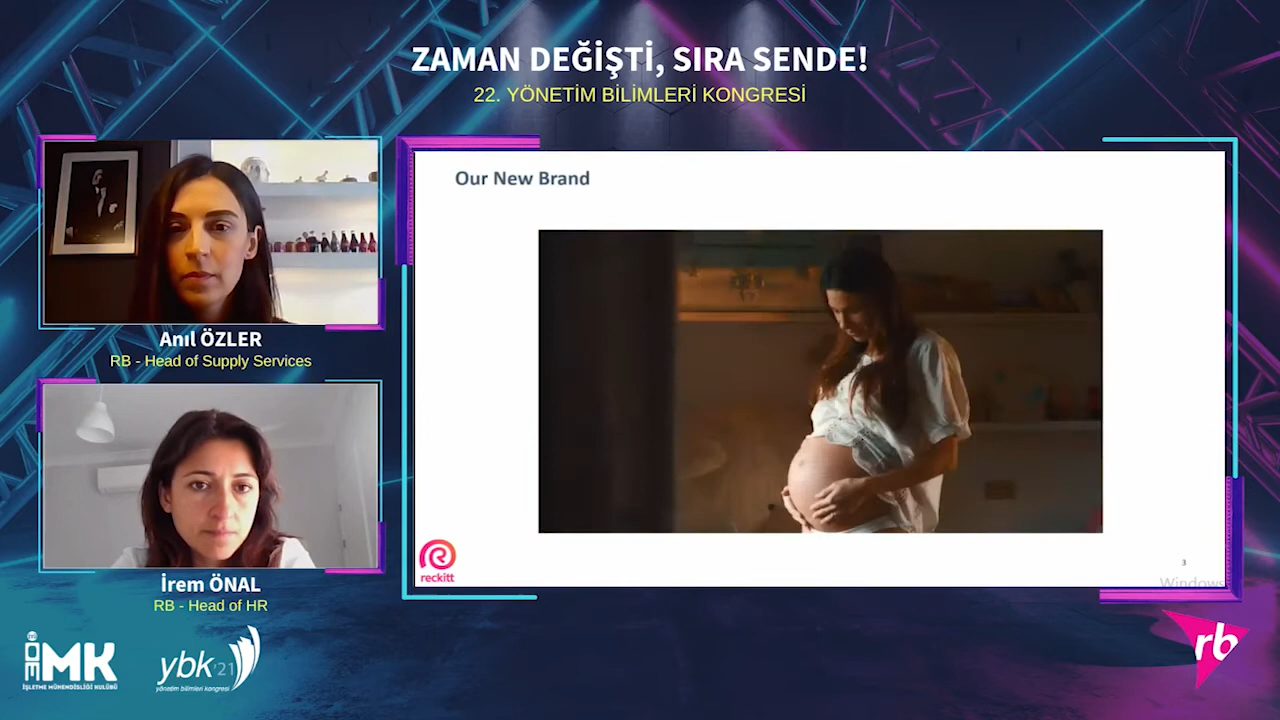 ZAMAN DEĞİŞTİ, SIRA SENDE!
22. YÖNETİM BİLİMLERİ KONGRESİ
Anıl ÖZLER
RB - Head of Supply Services
İrem ÖNAL
RB - Head of HR
Our New Brand
reckitt
3
Windows
İMK
İŞLETME MÜHENDİSLİĞİ KULÜBÜ
ybk'21
yönetim bilimleri kongresi
rb